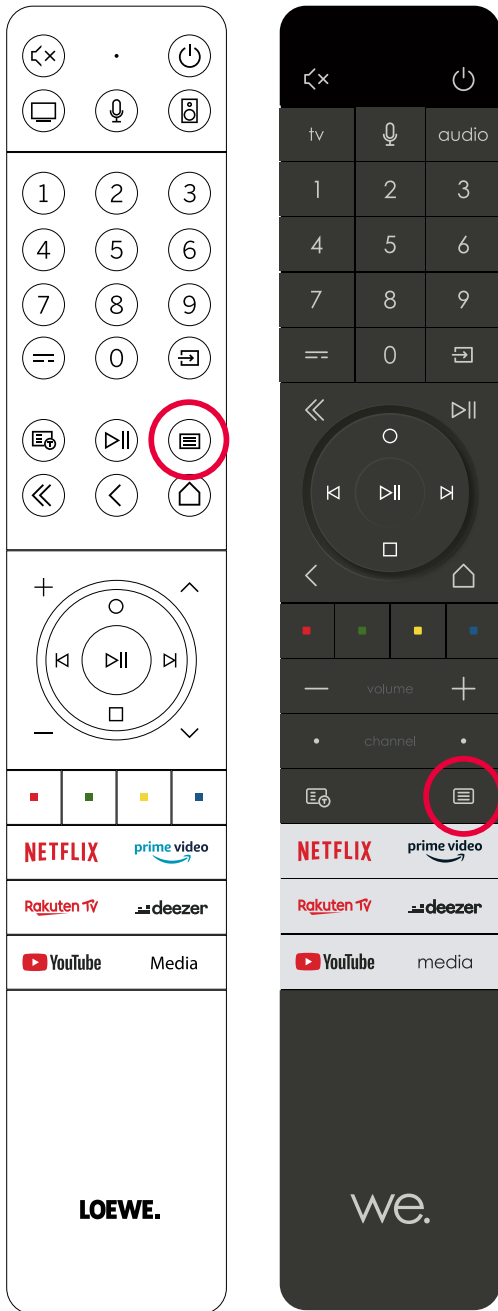 1 2 3
4 5 6
7 8 9
0
T
NETFLIX prime video
Rakuten TV deezer
YouTube Media
LOEWE.
tv audio
1 2 3
4 5 6
7 8 9
0
volume
channel
T
NETFLIX prime video
Rakuten TV deezer
YouTube media
we.